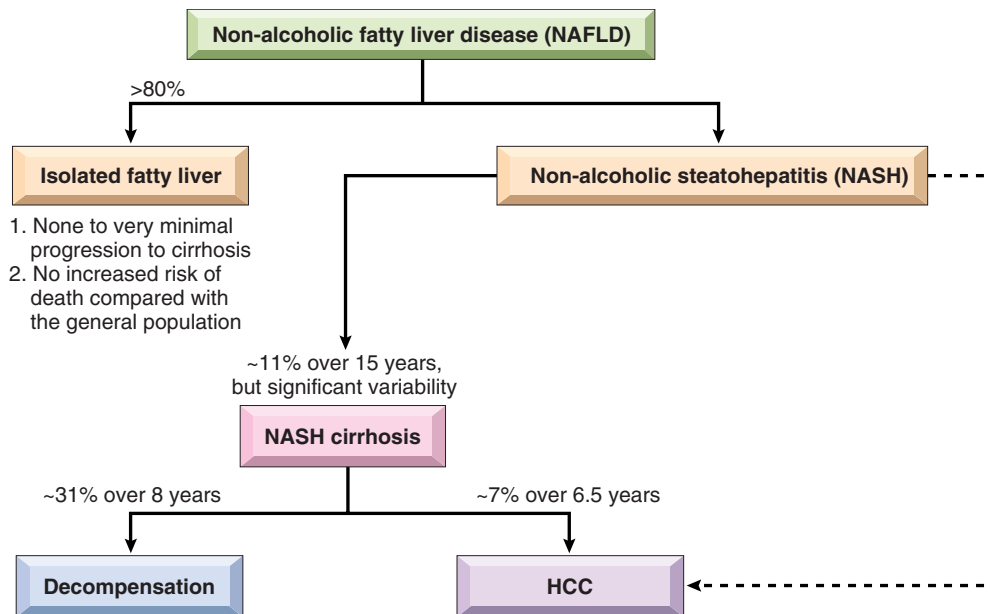 Non-alcoholic fatty liver disease (NAFLD)
>80%
Isolated fatty liver
Non-alcoholic steatohepatitis (NASH)
1. None to very minimal
progression to cirrhosis
2. No increased risk of
death compared with
the general population
~11% over 15 years,
but significant variability
NASH cirrhosis
~31% over 8 years
~7% over 6.5 years
Decompensation
HCC